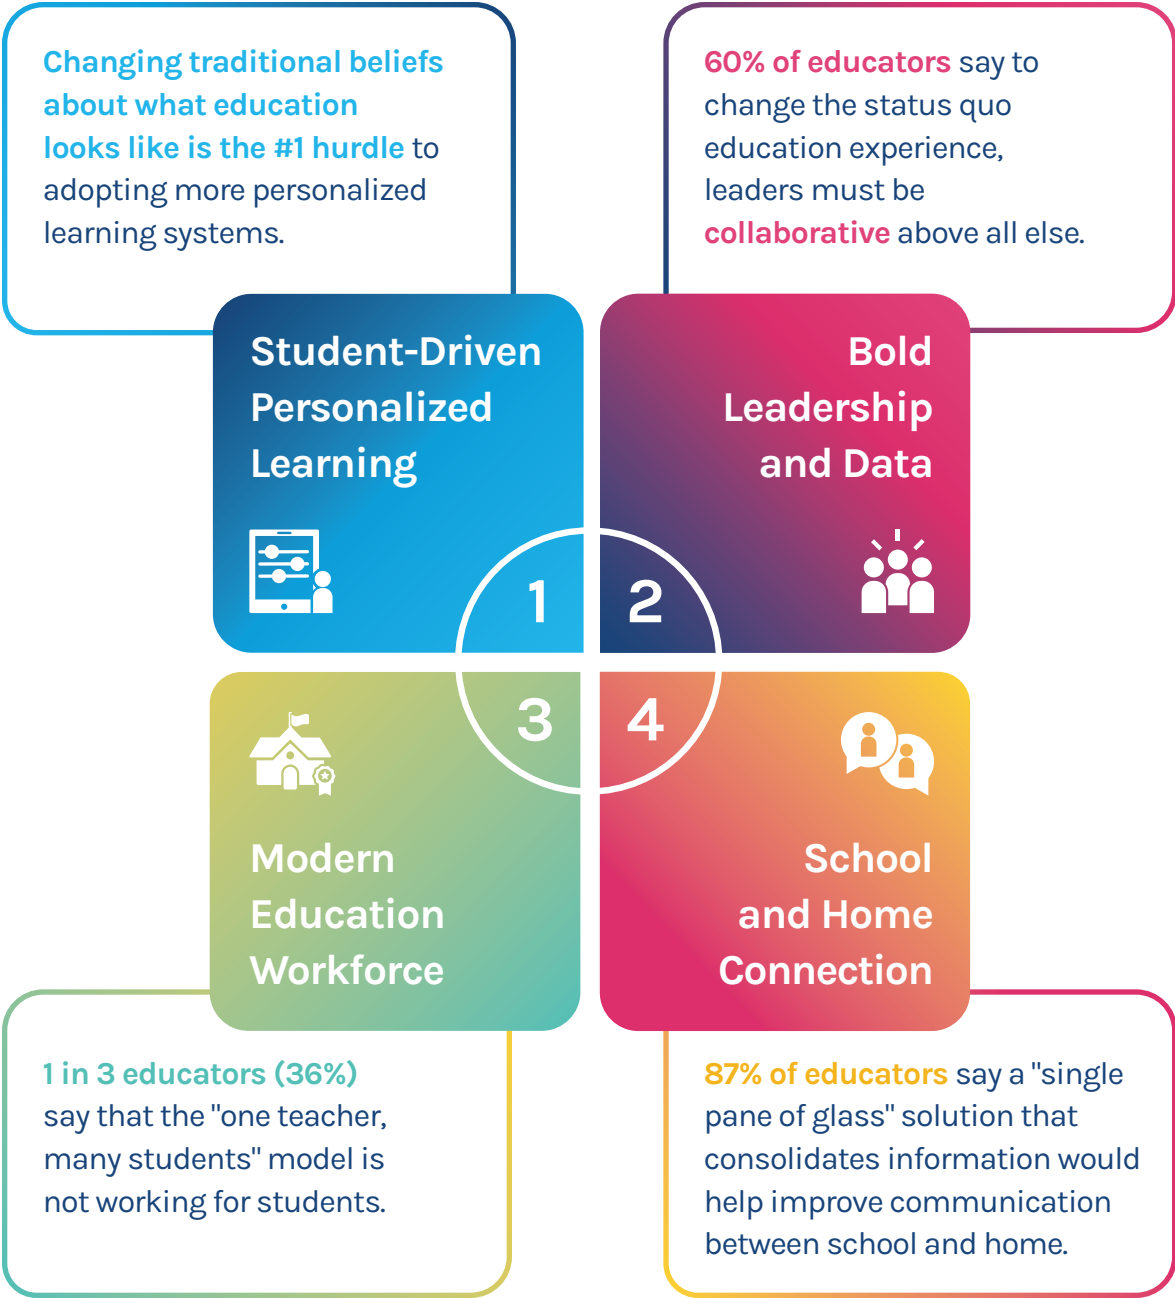 Changing traditional beliefs
about what education
looks like is the #1 hurdle to
adopting more personalized
learning systems.
60% of educators say to
change the status quo
education experience,
leaders must be
collaborative above all else.
Student-Driven
Personalized
Learning
1
Bold
Leadership
and Data
2
3
Modern
Education
Workforce
4
School
and Home
Connection
1 in 3 educators (36%)
say that the "one teacher,
many students" model is
not working for students.
87% of educators say a "single
pane of glass" solution that
consolidates information would
help improve communication
between school and home.